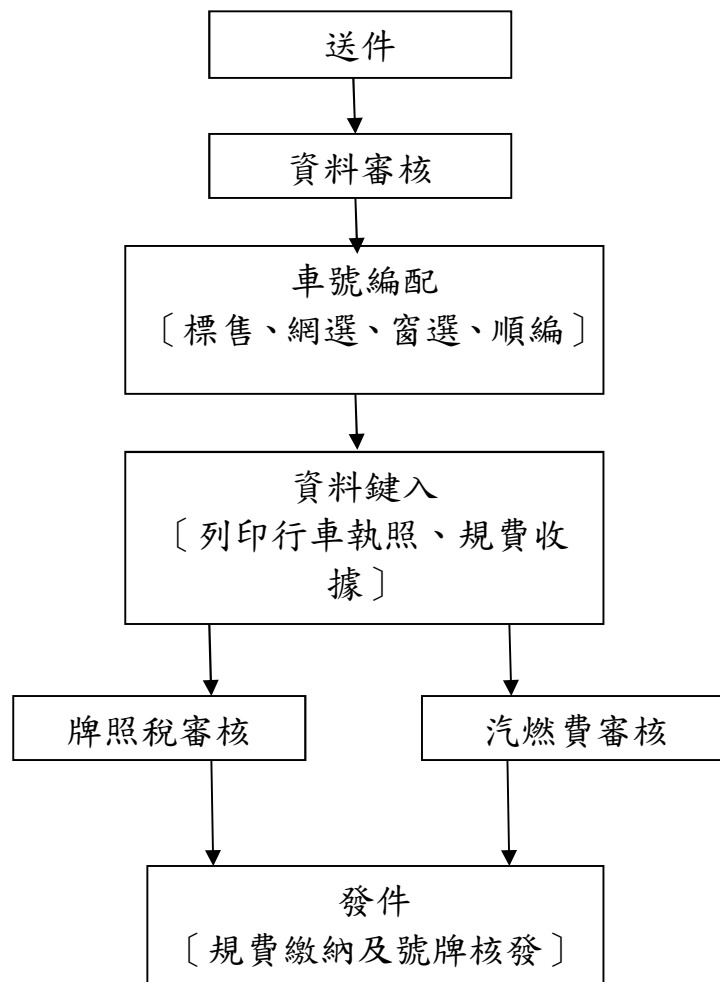 送件
資料審核
車號編配
〔標售、網選、窗選、順編〕
資料鍵入
〔列印行車執照、規費收
據〕
牌照稅審核
汽燃費審核
發件
〔規費繳納及號牌核發〕